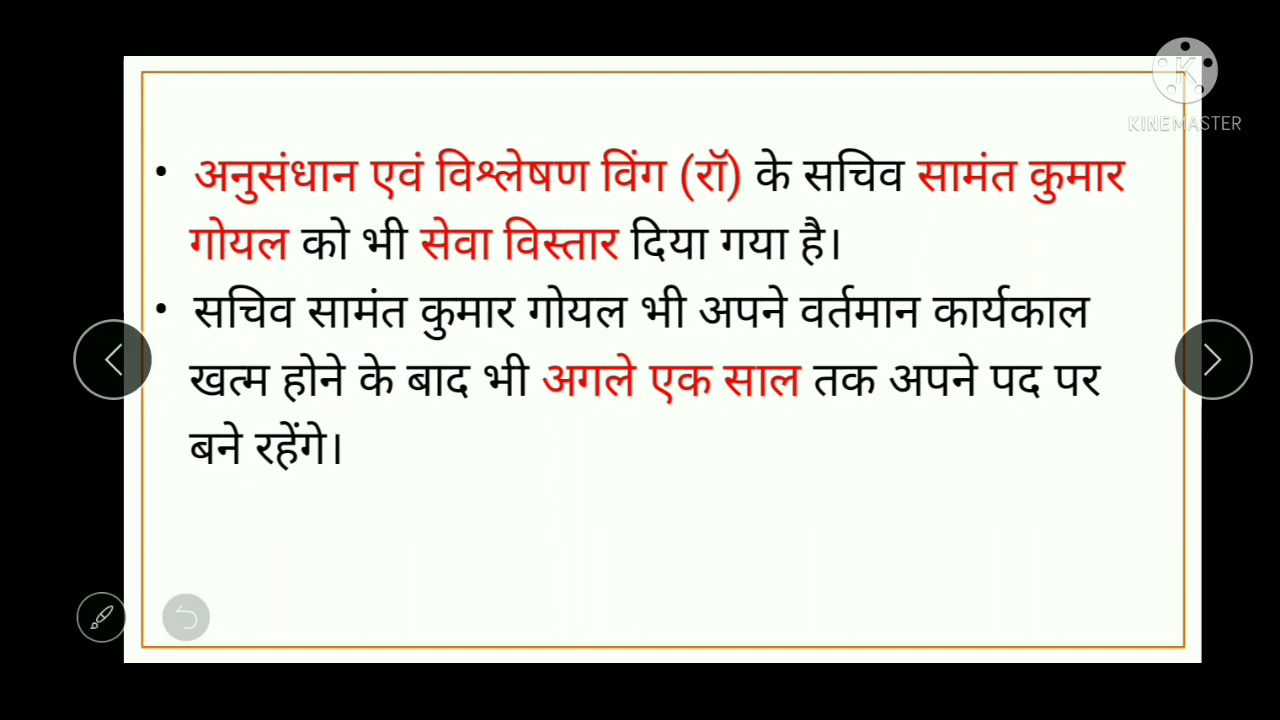 • अनुसंधान एवं विश्लेषण विंग (रॉ) के सचिव सामंत कुमार
गोयल को भी सेवा विस्तार दिया गया है।
• सचिव सामंत कुमार गोयल भी अपने वर्तमान कार्यकाल
खत्म होने के बाद भी अगले एक साल तक अपने पद पर
बने रहेंगे।
K
KINEMASTER